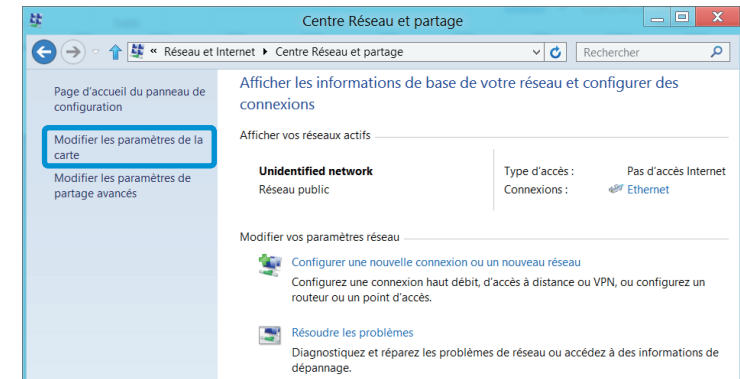 Centre Réseau et partage
« Réseau et Internet ▸ Centre Réseau et partage
Rechercher
Page d'accueil du panneau de
configuration
Modifier les paramètres de la
carte
Modifier les paramètres de
partage avancés
Afficher les informations de base de votre réseau et configurer des
connexions
Afficher vos réseaux actifs
Unidentified network
Réseau public
Type d'accès : Pas d'accès Internet
Connexions : Ethernet
Modifier vos paramètres réseau
Configurer une nouvelle connexion ou un nouveau réseau
Configurez une connexion haut débit, d'accès à distance ou VPN, ou configurez un
routeur ou un point d'accès.
Résoudre les problèmes
Diagnostiquez et réparez les problèmes de réseau ou accédez à des informations de
dépannage.